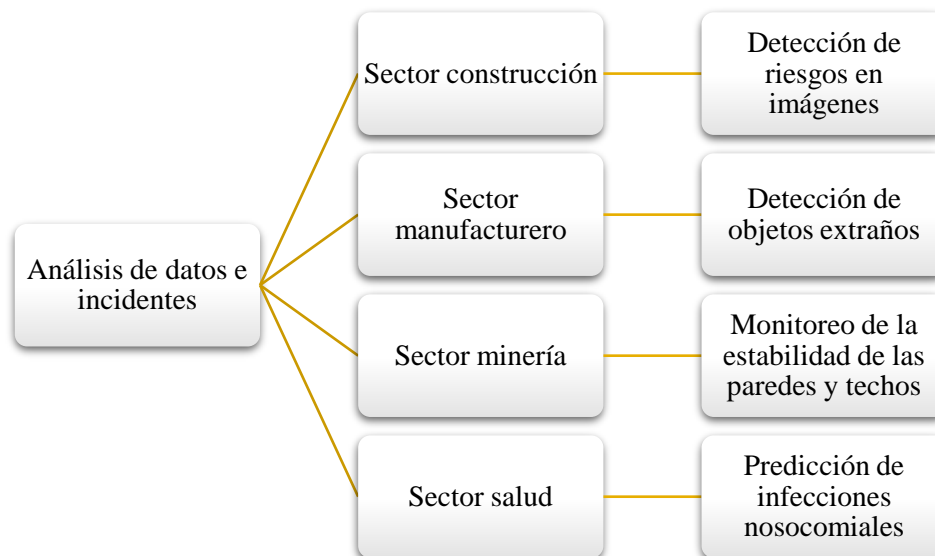 Análisis de datos e
incidentes
Sector construcción
Detección de
riesgos en
imágenes
Sector
manufacturero
Detección de
objetos extraños
Sector minería
Monitoreo de la
estabilidad de las
paredes y techos
Sector salud
Predicción de
infecciones
nosocomiales